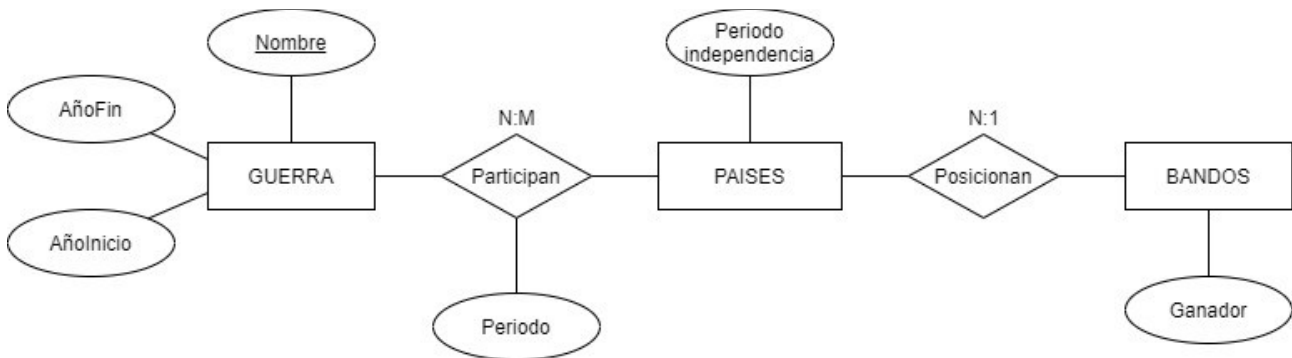 Nombre
Periodo
independencia
AñoFin
N:M
N:1
GUERRA
Participan
PAISES
Posicionan
BANDOS
AñoInicio
Periodo
Ganador